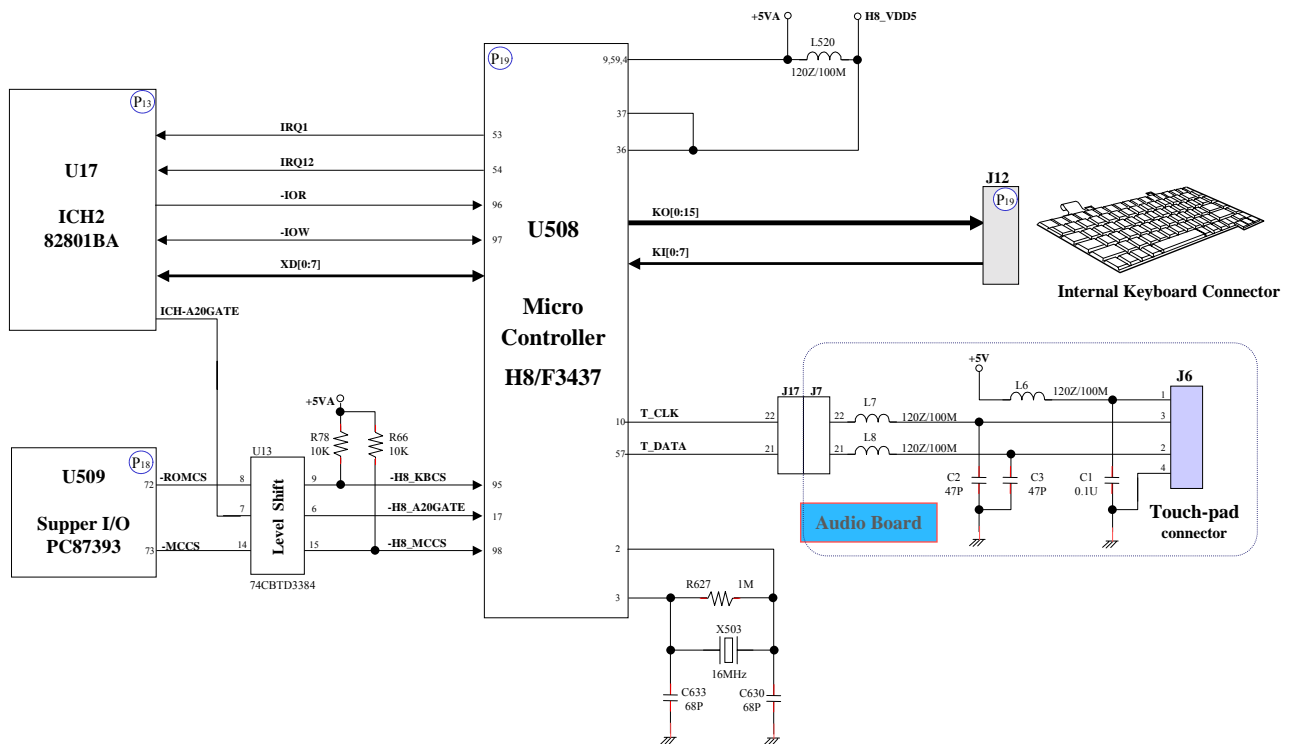 +5VA
H8_VDD5
L520
120Z/100M
P19
9,59,4
37
36
P13
U17
ICH2
82801BA
IRQ1
53
IRQ12
54
-IOR
96
-IOW
97
XD[0:7]
ICH-A20GATE
U508
Micro
Controller
H8/F3437
KO[0:15]
KI[0:7]
J12
P19
Internal Keyboard Connector
+5VA
R78
10K
R66
10K
U13
P18
U509
Supper I/O
PC87393
72
-ROMCS
8
9
-H8_KBCS
95
7
6
-H8_A20GATE
17
73
-MCCS
14
15
-H8_MCCS
98
Level Shift
74CBTD3384
10
T_CLK
22
57
T_DATA
21
J17
J7
22
L7
120Z/100M
21
L8
120Z/100M
+5V
L6
120Z/100M
J6
1
3
2
4
C2
47P
C3
47P
C1
0.1U
Touch-pad
connector
Audio Board
2
3
R627
1M
X503
16MHz
C633
68P
C630
68P